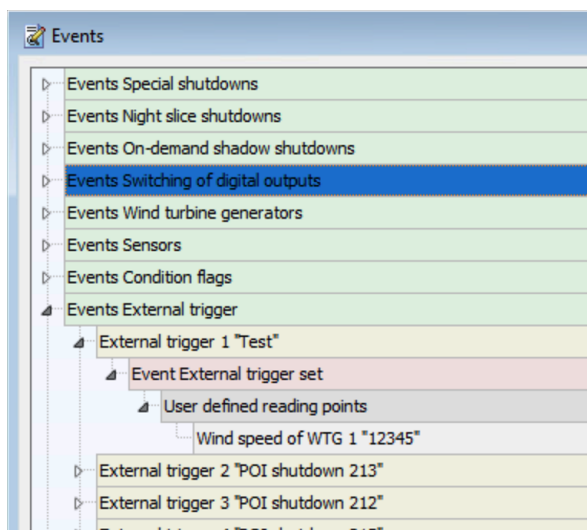 Events
Events Special shutdowns
Events Night slice shutdowns
Events On-demand shadow shutdowns
Events Switching of digital outputs
Events Wind turbine generators
Events Sensors
Events Condition flags
Events External trigger
External trigger 1 "Test"
Event External trigger set
User defined reading points
Wind speed of WTG 1 "12345"
External trigger 2 "POI shutdown 213"
External trigger 3 "POI shutdown 212"